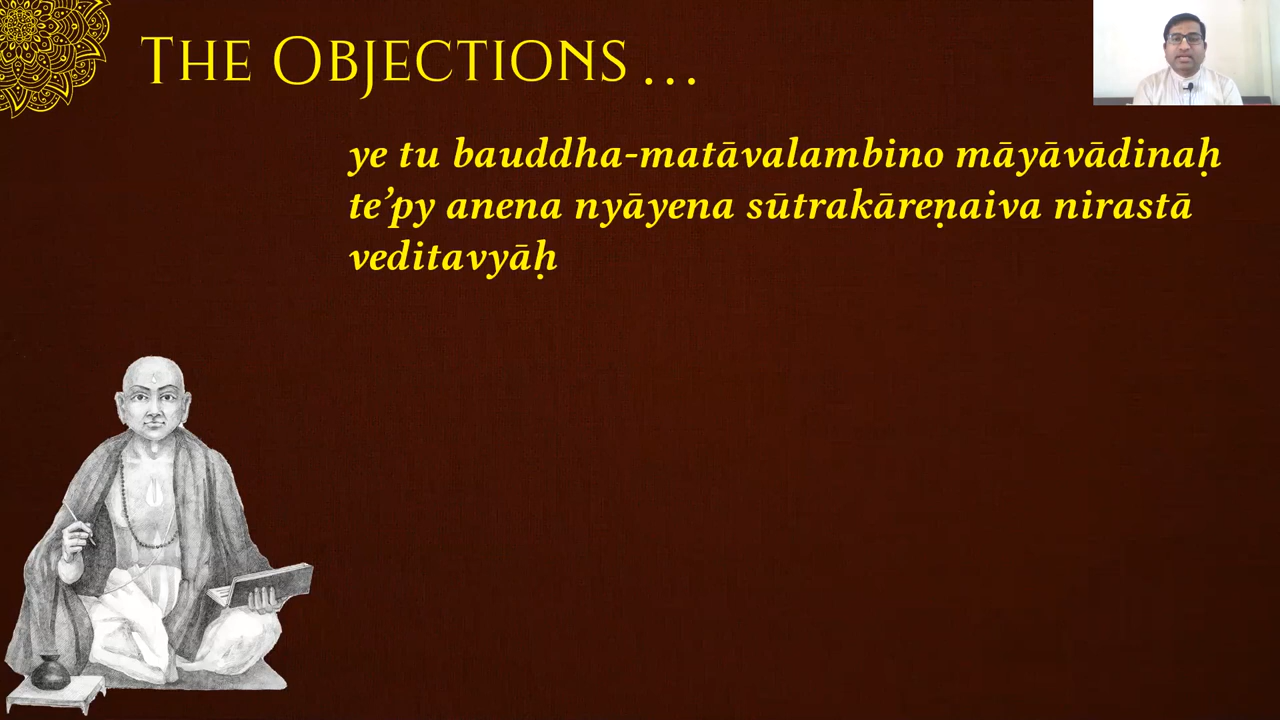 The Objections ...
ye tu bauddha-matāvalambino māyāvādinaḥ
te’py anena nyāyena sūtrakāreṇaiva nirastā
veditavyāḥ